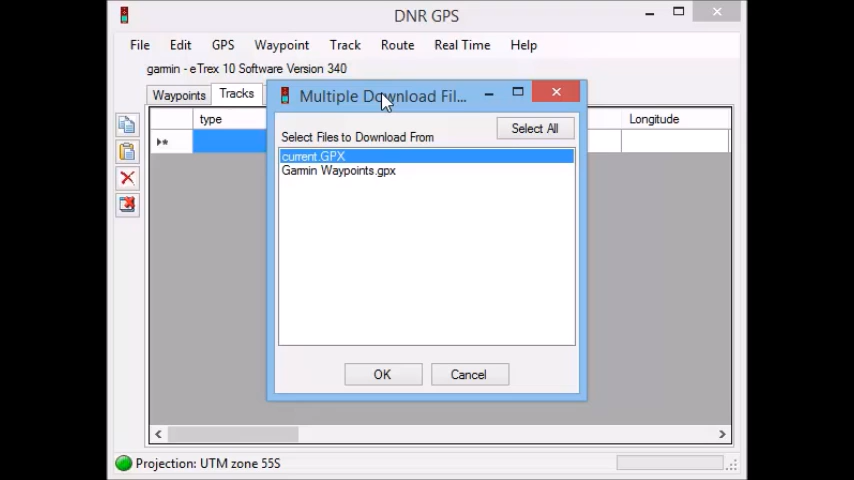 DNR GPS
File Edit GPS Waypoint Track Route Real Time Help
garmin - eTrex 10 Software Version 340
Waypoints Tracks
type Longitude
Multiple Download Fil...
Select Files to Download From
Select All
current.GPX
Garmin Waypoints.gpx
OK Cancel
Projection: UTM zone 55S